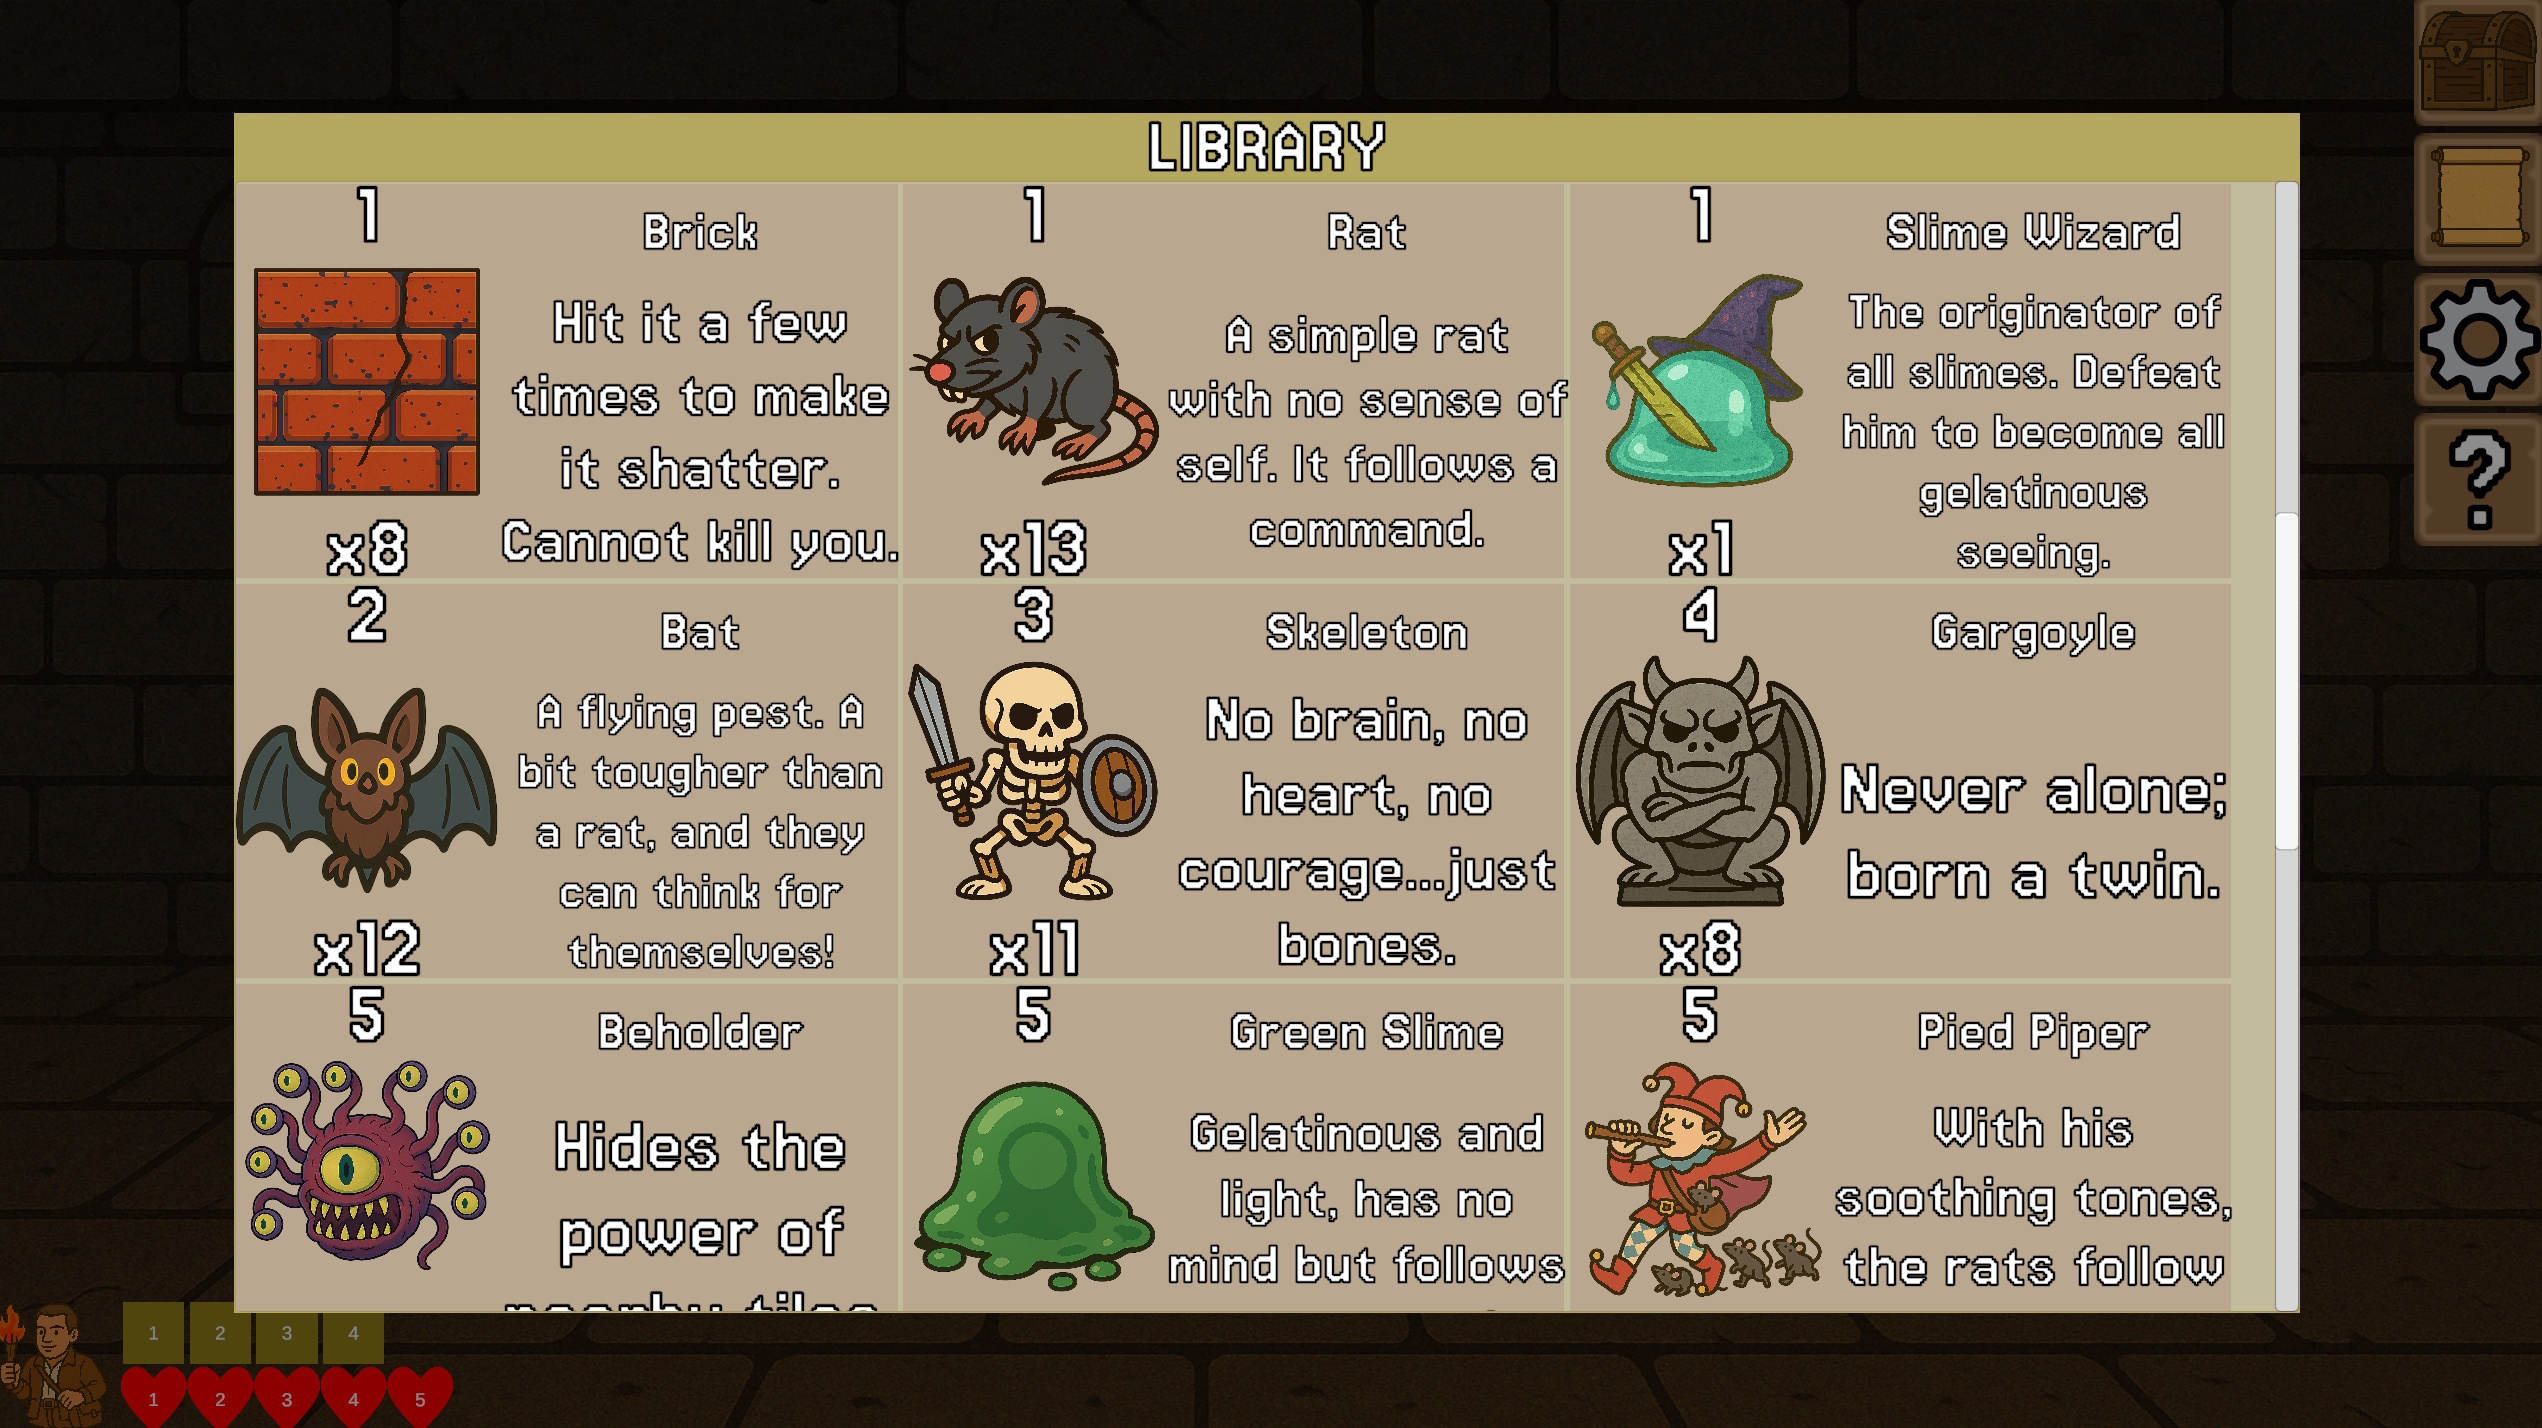 LIBRARY
1
Brick
Hit it a few
times to make
it shatter.
Cannot kill you.
x8
1
Rat
A simple rat
with no sense of
self. It follows a
command.
x13
1
Slime Wizard
The originator of
all slimes. Defeat
him to become all
gelatinous
seeing.
x1
2
Bat
A flying pest. A
bit tougher than
a rat, and they
can think for
themselves!
x12
3
Skeleton
No brain, no
heart, no
courage...just
bones.
x11
4
Gargoyle
Never alone;
born a twin.
x8
5
Beholder
Hides the
power of
nearby tiles
5
Green Slime
Gelatinous and
light, has no
mind but follows
5
Pied Piper
With his
soothing tones,
the rats follow
1 2 3 4
1 2 3 4 5
?